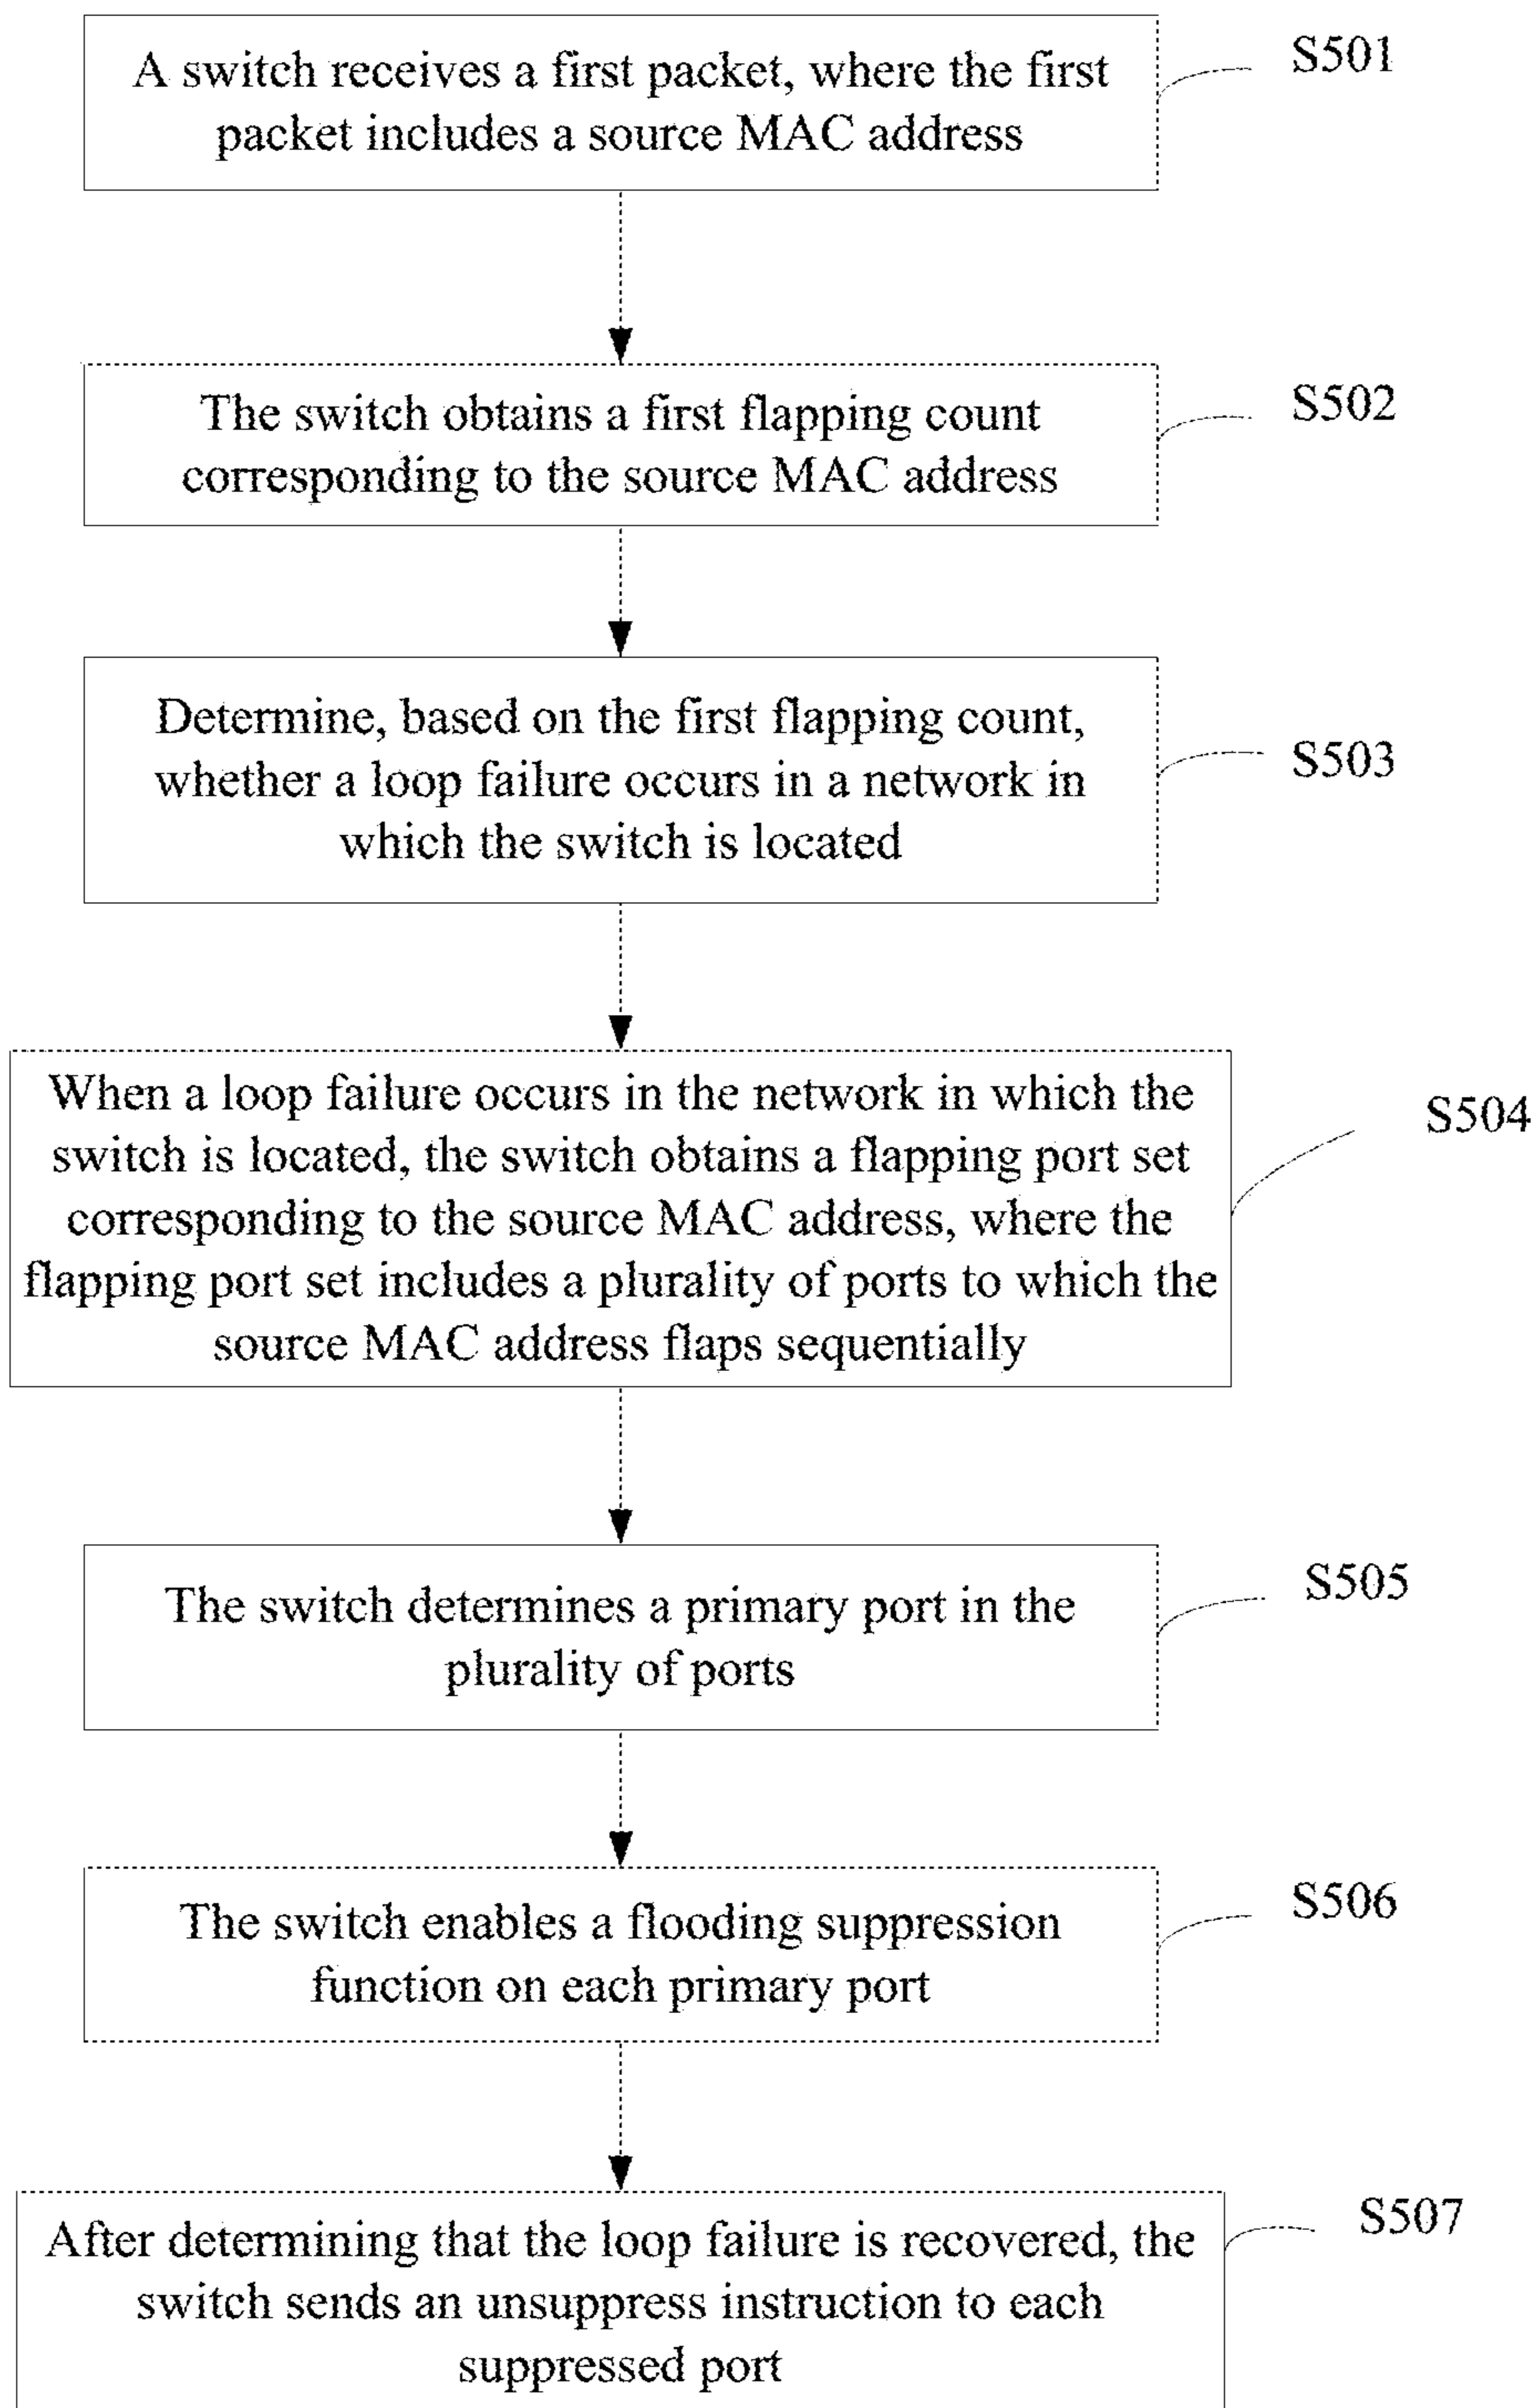 A switch receives a first packet, where the first
packet includes a source MAC address
S501
The switch obtains a first flapping count
corresponding to the source MAC address
S502
Determine, based on the first flapping count,
whether a loop failure occurs in a network in
which the switch is located
S503
When a loop failure occurs in the network in which the
switch is located, the switch obtains a flapping port set
corresponding to the source MAC address, where the
flapping port set includes a plurality of ports to which the
source MAC address flaps sequentially
S504
The switch determines a primary port in the
plurality of ports
S505
The switch enables a flooding suppression
function on each primary port
S506
After determining that the loop failure is recovered, the
switch sends an unsuppress instruction to each
suppressed port
S507